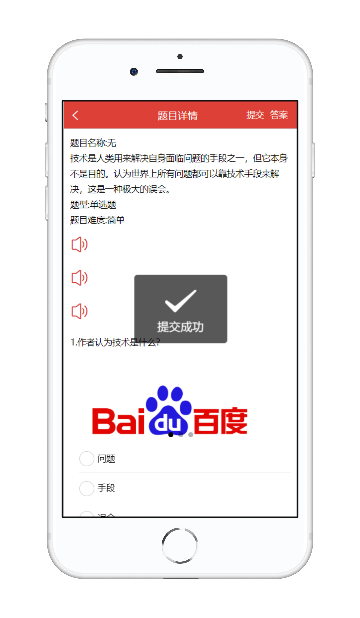 题目详情
提交 答案
题目名称:无
技术是人类用来解决自身面临问题的手段之一，但它本身
不是目的。认为世界上所有问题都可以靠技术手段来解
决，这是一种极大的误会。
题型:单选题
题目难度:简单
提交成功
1.作者认为技术是什么?
Bai du 百度
问题
手段
误会